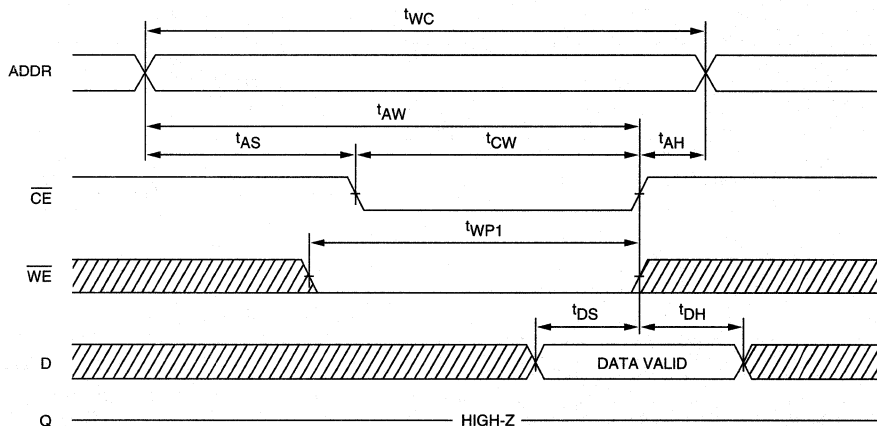 tWC
ADDR
tAW
tAS tCW tAH
CE
tWP1
WE
tDS tDH
D DATA VALID
Q HIGH-Z